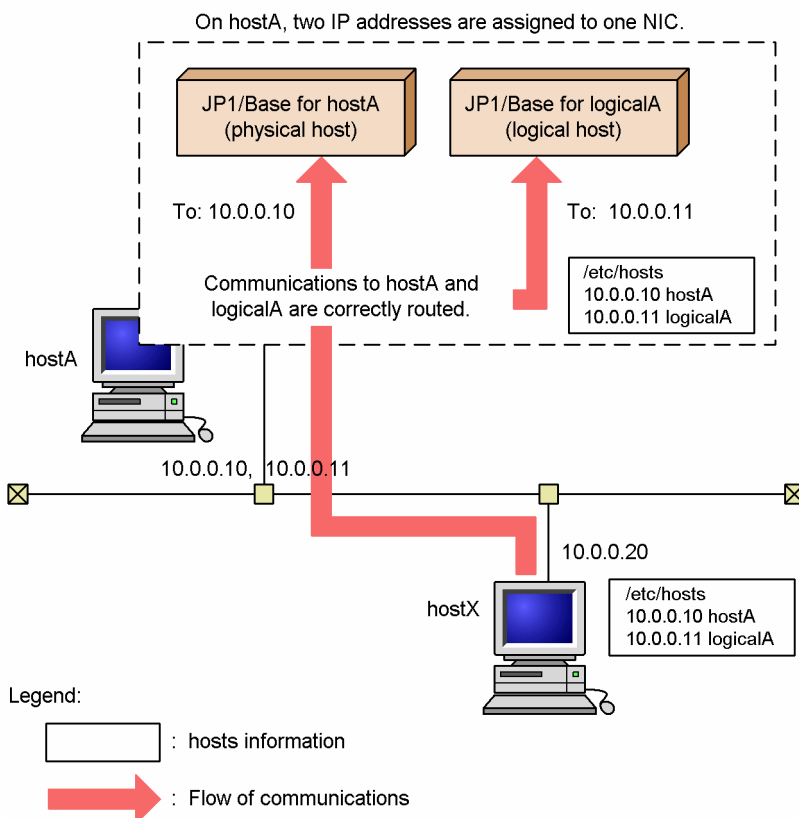 On hostA, two IP addresses are assigned to one NIC.
JP1/Base for hostA
(physical host)
JP1/Base for logicalA
(logical host)
To: 10.0.0.10
To: 10.0.0.11
Communications to hostA and
logicalA are correctly routed.
/etc/hosts
10.0.0.10 hostA
10.0.0.11 logicalA
hostA
10.0.0.10, 10.0.0.11
10.0.0.20
hostX
/etc/hosts
10.0.0.10 hostA
10.0.0.11 logicalA
Legend:
: hosts information
: Flow of communications